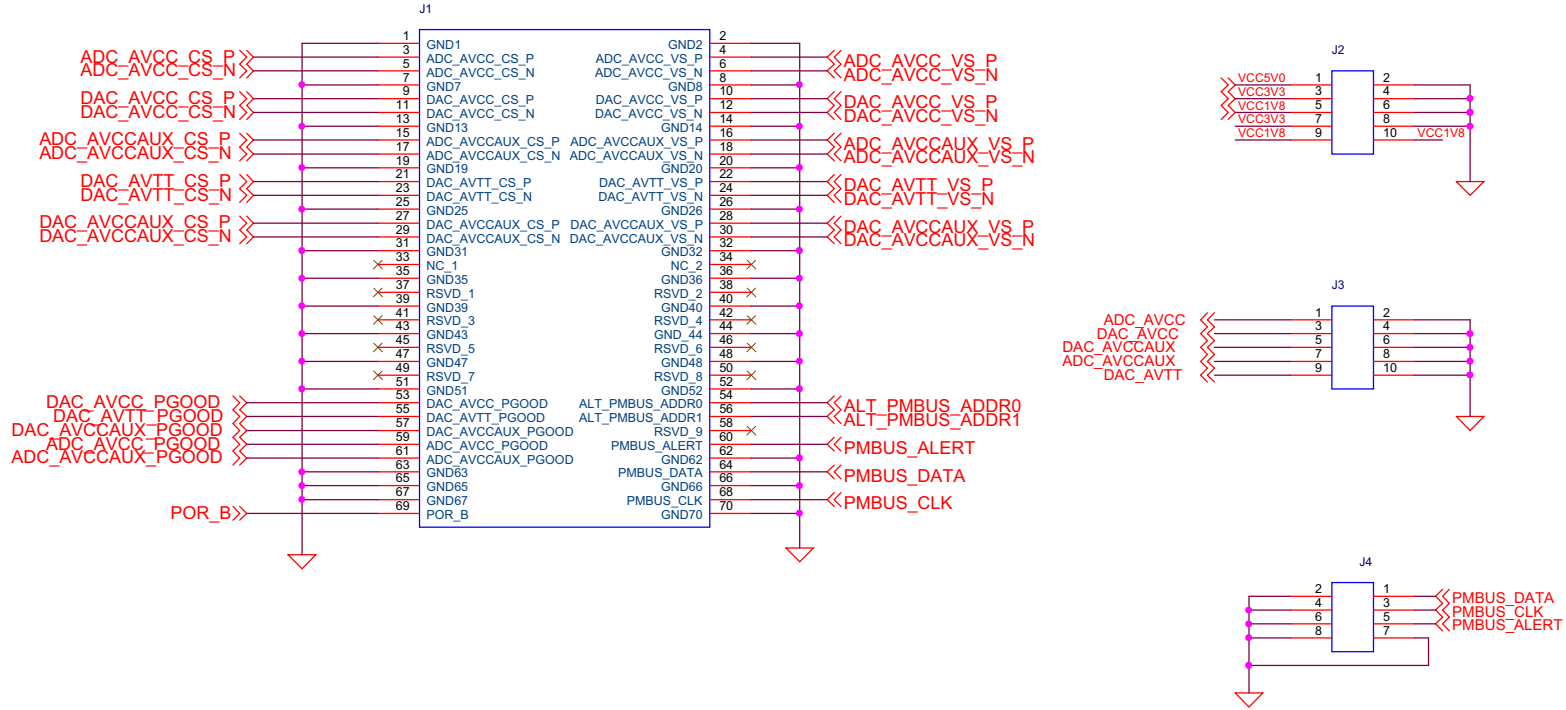 J1
1 GND1 GND2 2
ADC_AVCC_CS_P 3 ADC_AVCC_CS_P ADC_AVCC_VS_P 4 ADC_AVCC_VS_P
ADC_AVCC_CS_N 5 ADC_AVCC_CS_N ADC_AVCC_VS_N 6 ADC_AVCC_VS_N
7 GND7 GND8 8
DAC_AVCC_CS_P 9 DAC_AVCC_CS_P DAC_AVCC_VS_P 10 DAC_AVCC_VS_P
DAC_AVCC_CS_N 11 DAC_AVCC_CS_N DAC_AVCC_VS_N 12 DAC_AVCC_VS_N
13 GND13 GND14 14
ADC_AVCCAUX_CS_P 15 ADC_AVCCAUX_CS_P ADC_AVCCAUX_VS_P 16 ADC_AVCCAUX_VS_P
ADC_AVCCAUX_CS_N 17 ADC_AVCCAUX_CS_N ADC_AVCCAUX_VS_N 18 ADC_AVCCAUX_VS_N
19 GND19 GND20 20
DAC_AVTT_CS_P 21 DAC_AVTT_CS_P DAC_AVTT_VS_P 22 DAC_AVTT_VS_P
DAC_AVTT_CS_N 23 DAC_AVTT_CS_N DAC_AVTT_VS_N 24 DAC_AVTT_VS_N
25 GND25 GND26 26
DAC_AVCCAUX_CS_P 27 DAC_AVCCAUX_CS_P DAC_AVCCAUX_VS_P 28 DAC_AVCCAUX_VS_P
DAC_AVCCAUX_CS_N 29 DAC_AVCCAUX_CS_N DAC_AVCCAUX_VS_N 30 DAC_AVCCAUX_VS_N
31 GND31 GND32 32
33 NC_1 NC_2 34
35 GND35 GND36 36
37 RSVD_1 RSVD_2 38
39 GND39 GND40 40
41 RSVD_3 RSVD_4 42
43 GND43 GND_44 44
45 RSVD_5 RSVD_6 46
47 GND47 GND48 48
49 RSVD_7 RSVD_8 50
51 GND51 GND52 52
DAC_AVCC_PGOOD 53 DAC_AVCC_PGOOD ALT_PMBUS_ADDR0 54 ALT_PMBUS_ADDR0
DAC_AVTT_PGOOD 55 DAC_AVTT_PGOOD ALT_PMBUS_ADDR1 56 ALT_PMBUS_ADDR1
DAC_AVCCAUX_PGOOD 57 DAC_AVCCAUX_PGOOD RSVD_9 58
ADC_AVCC_PGOOD 59 ADC_AVCC_PGOOD PMBUS_ALERT 60 PMBUS_ALERT
ADC_AVCCAUX_PGOOD 61 ADC_AVCCAUX_PGOOD GND62 62
63 GND63 PMBUS_DATA 64 PMBUS_DATA
65 GND65 GND66 66
67 GND67 PMBUS_CLK 68 PMBUS_CLK
POR_B 69 POR_B GND70 70
J2
VCC5V0 1 2
VCC3V3 3 4
VCC1V8 5 6
VCC3V3 7 8
VCC1V8 9 10 VCC1V8
J3
ADC_AVCC 1 2
DAC_AVCC 3 4
DAC_AVCCAUX 5 6
ADC_AVCCAUX 7 8
DAC_AVTT 9 10
J4
2 1 PMBUS_DATA
4 3 PMBUS_CLK
6 5 PMBUS_ALERT
8 7